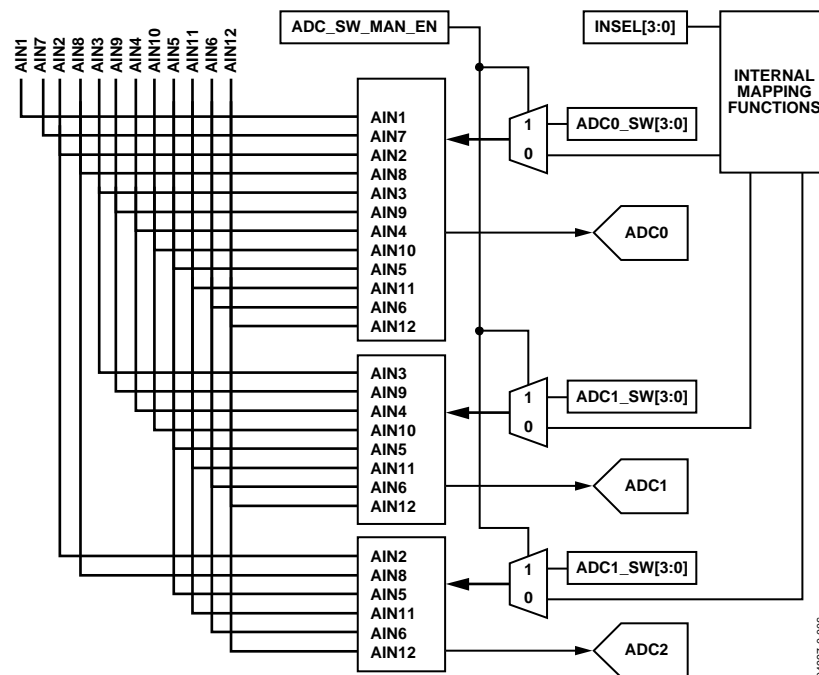 ADC_SW_MAN_EN
INSEL[3:0]
AIN1
AIN7
AIN2
AIN8
AIN3
AIN9
AIN4
AIN10
AIN5
AIN11
AIN6
AIN12
INTERNAL
MAPPING
FUNCTIONS
AIN1
AIN7
AIN2
AIN8
AIN3
AIN9
AIN4
AIN10
AIN5
AIN11
AIN6
AIN12
1
0
ADC0_SW[3:0]
ADC0
AIN3
AIN9
AIN4
AIN10
AIN5
AIN11
AIN6
AIN12
1
0
ADC1_SW[3:0]
ADC1
AIN2
AIN8
AIN5
AIN11
AIN6
AIN12
1
0
ADC1_SW[3:0]
ADC2